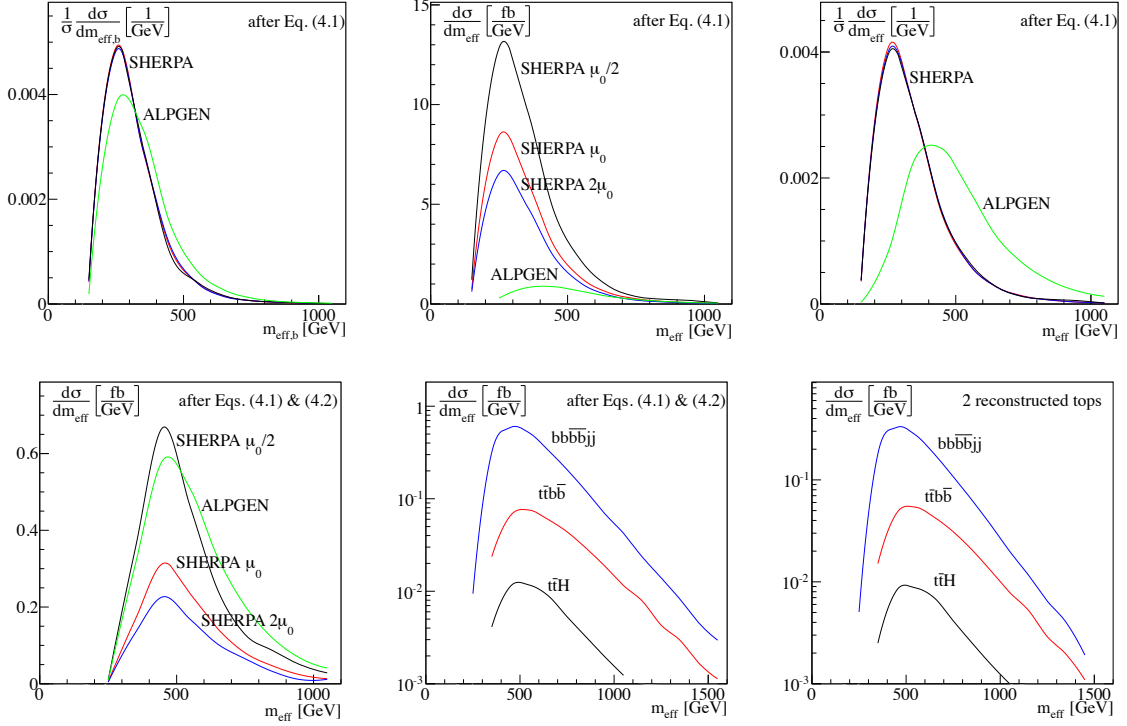 1/σ dσ/dm_eff,b [1/GeV] after Eq. (4.1)
SHERPA
ALPGEN
0.004
0.002
0
0 500 1000
m_eff,b [GeV]
dσ/dm_eff [fb/GeV] after Eq. (4.1)
15
SHERPA μ₀/2
10
SHERPA μ₀
SHERPA 2μ₀
5
ALPGEN
0
0 500 1000
m_eff [GeV]
1/σ dσ/dm_eff [1/GeV] after Eq. (4.1)
0.004
SHERPA
0.002
ALPGEN
0
0 500 1000
m_eff [GeV]
dσ/dm_eff [fb/GeV] after Eqs. (4.1) & (4.2)
SHERPA μ₀/2
0.6
ALPGEN
0.4
SHERPA μ₀
0.2
SHERPA 2μ₀
0
0 500 1000
m_eff [GeV]
dσ/dm_eff [fb/GeV] after Eqs. (4.1) & (4.2)
1
bbb̅b̅jj
10⁻¹
tt̅bb̅
10⁻²
tt̅H
10⁻³
0 500 1000 1500
m_eff [GeV]
dσ/dm_eff [fb/GeV] 2 reconstructed tops
bbb̅b̅jj
10⁻¹
tt̅bb̅
10⁻²
tt̅H
10⁻³
0 500 1000 1500
m_eff [GeV]